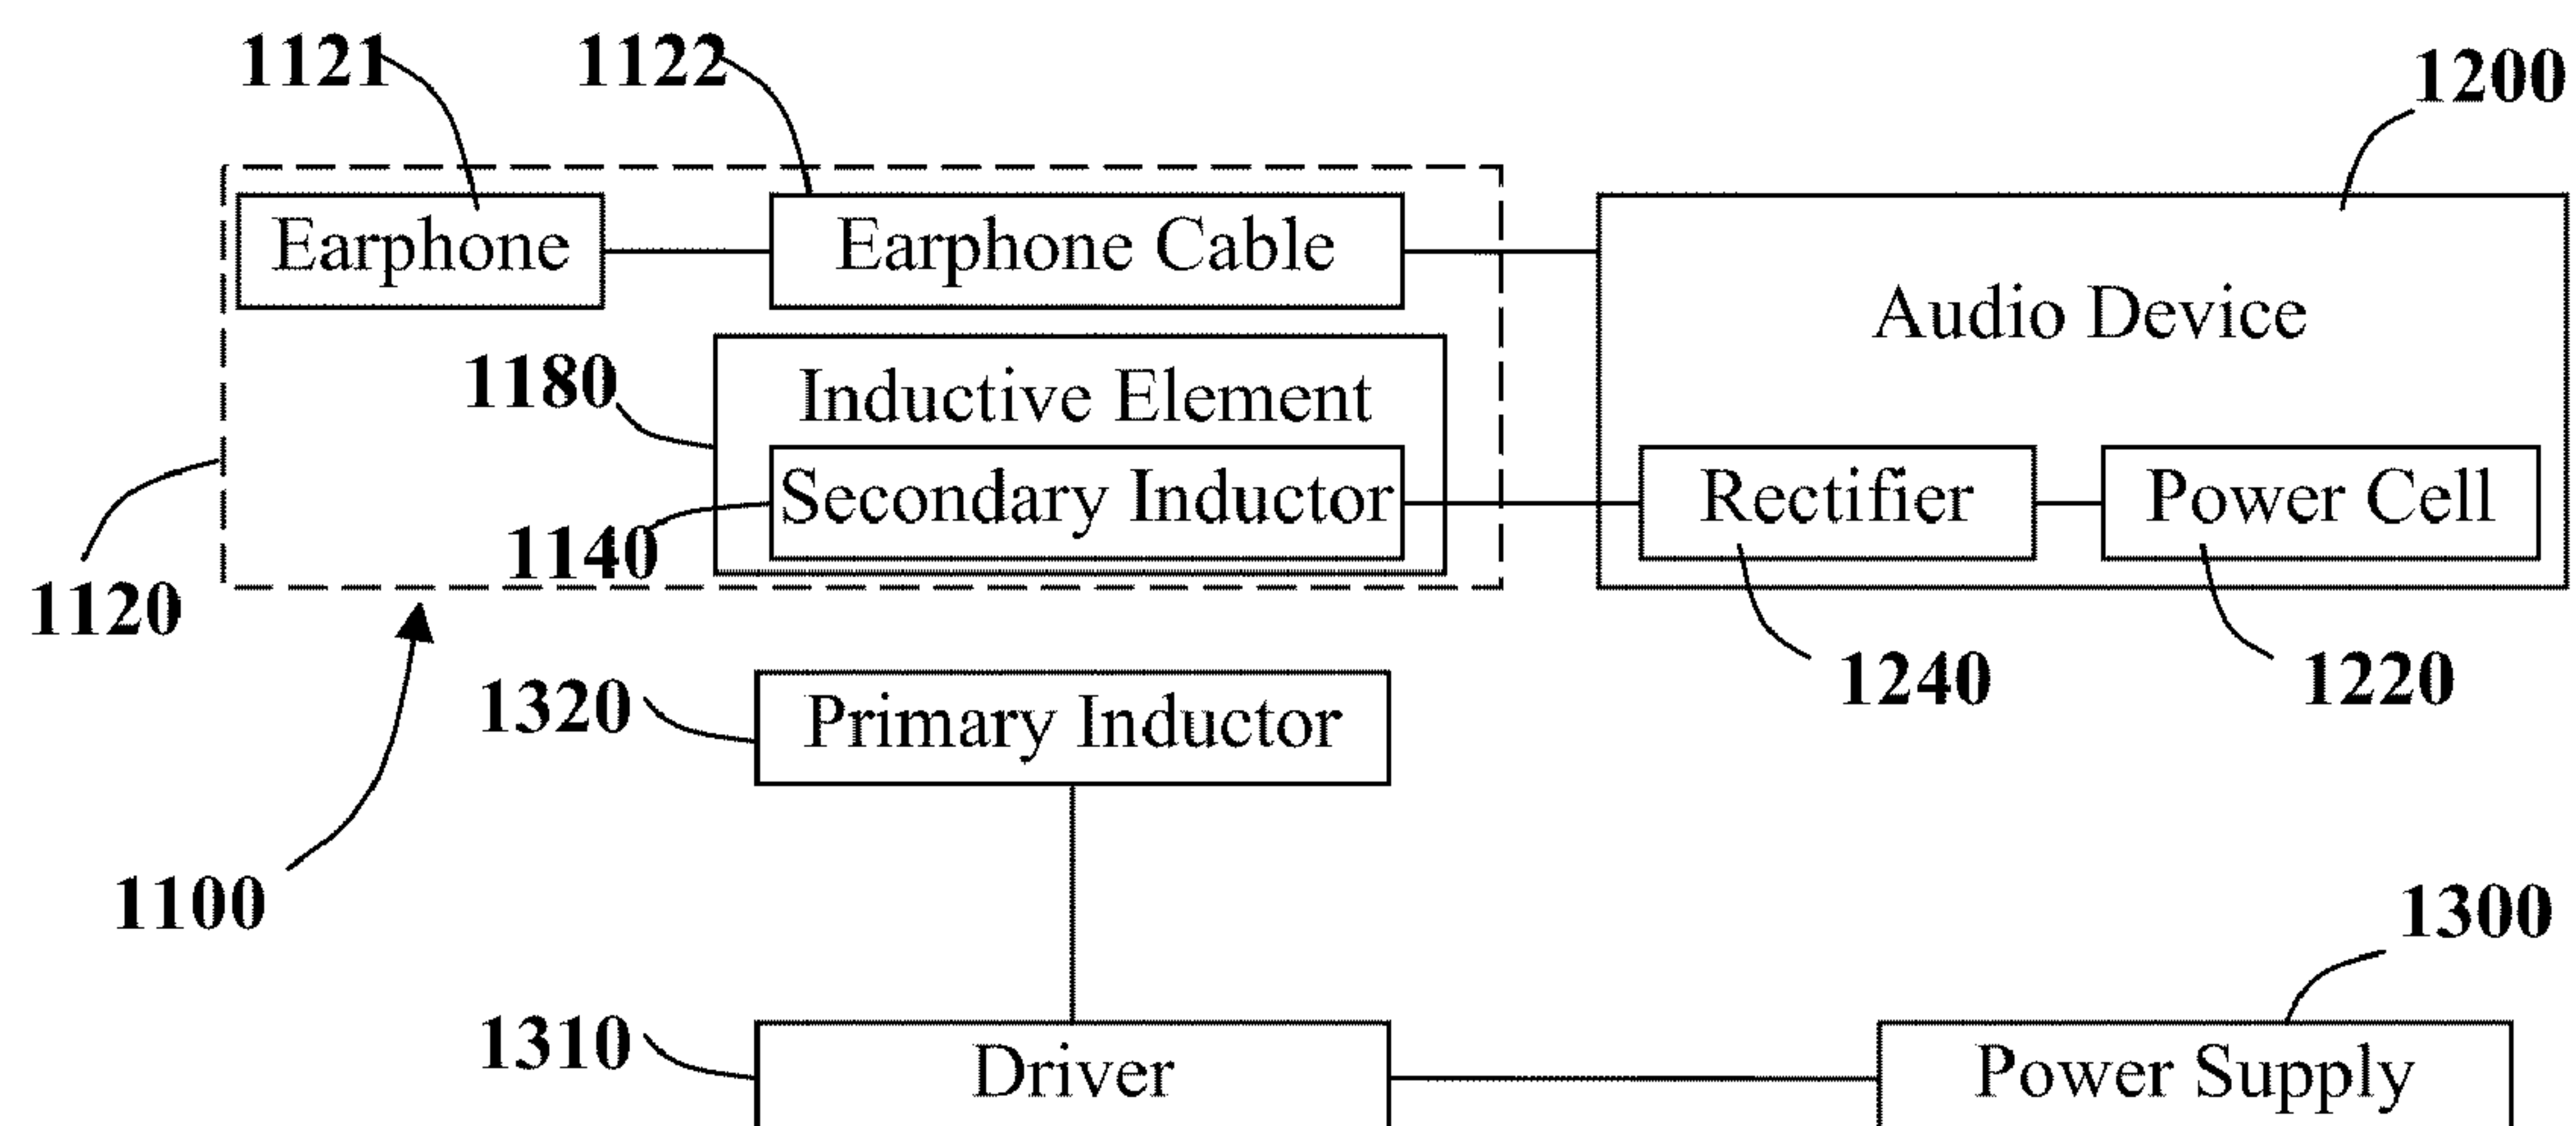 1121
1122
1200
Earphone
Earphone Cable
Audio Device
1180
Inductive Element
Secondary Inductor
Rectifier
Power Cell
1140
1120
1240
1220
1320
Primary Inductor
1100
1300
1310
Driver
Power Supply